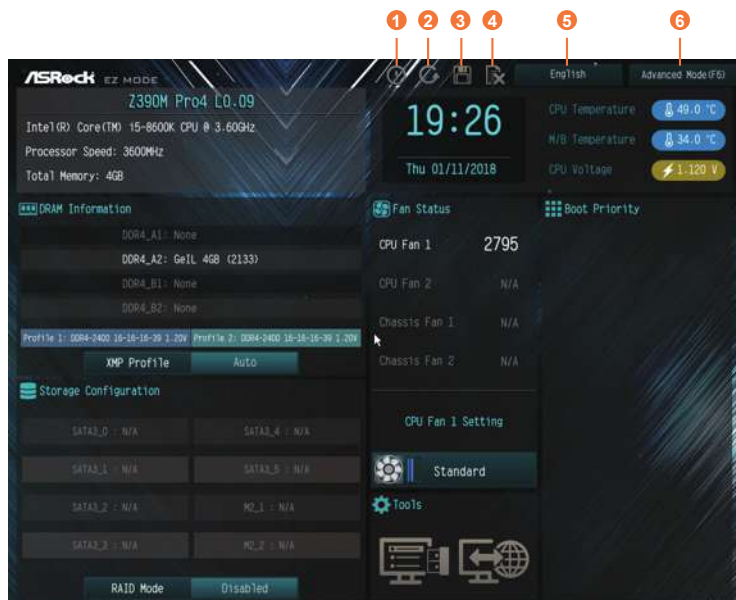 1 2 3 4 5 6
ASRock EZ MODE
English
Advanced Mode(F6)
Z390M Pro4 L0.09
Intel(R) Core(TM) i5-8600K CPU @ 3.60GHz
Processor Speed: 3600MHz
Total Memory: 4GB
19:26
Thu 01/11/2018
CPU Temperature 49.0 °C
M/B Temperature 34.0 °C
CPU Voltage 1.120 V
DRAM Information
DDR4_A1: None
DDR4_A2: GeIL 4GB (2133)
DDR4_B1: None
DDR4_B2: None
Profile 1: DDR4-2400 16-16-16-39 1.20V
Profile 2: DDR4-2400 16-16-16-39 1.20V
XMP Profile Auto
Storage Configuration
SATA3_0 : N/A SATA3_4 : N/A
SATA3_1 : N/A SATA3_5 : N/A
SATA3_2 : N/A M2_1 : N/A
SATA3_3 : N/A M2_2 : N/A
RAID Mode Disabled
Fan Status
CPU Fan 1 2795
CPU Fan 2 N/A
Chassis Fan 1 N/A
Chassis Fan 2 N/A
CPU Fan 1 Setting
Standard
Tools
Boot Priority